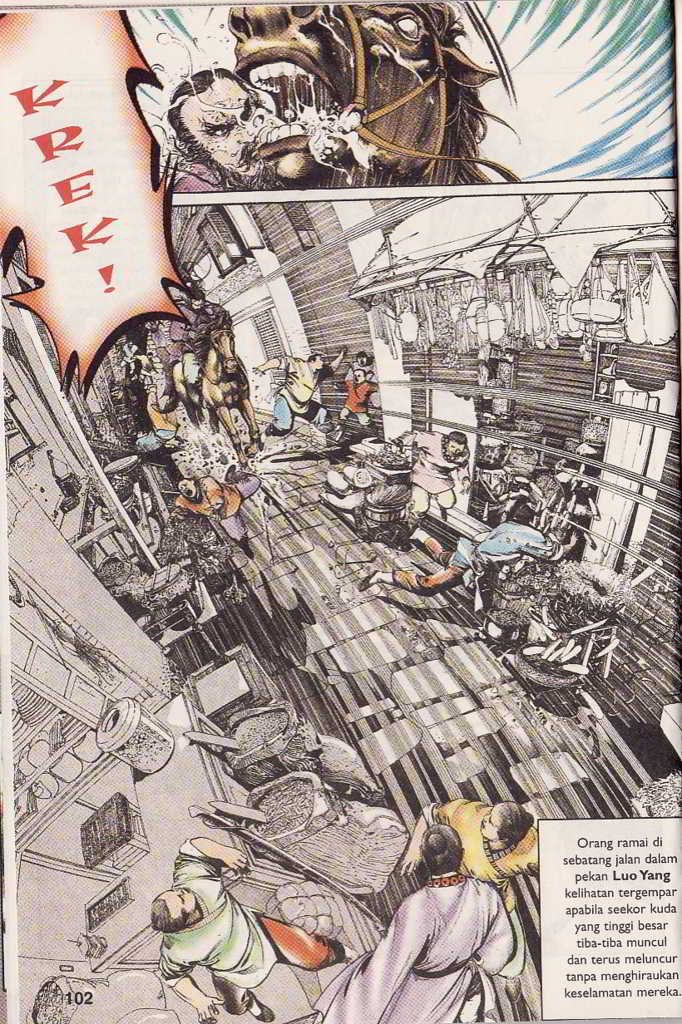 KREK!
Orang ramai di
sebatang jalan dalam
pekan Luo Yang
kelihatan tergempar
apabila seekor kuda
yang tinggi besar
tiba-tiba muncul
dan terus meluncur
tanpa menghiraukan
keselamatan mereka.
102